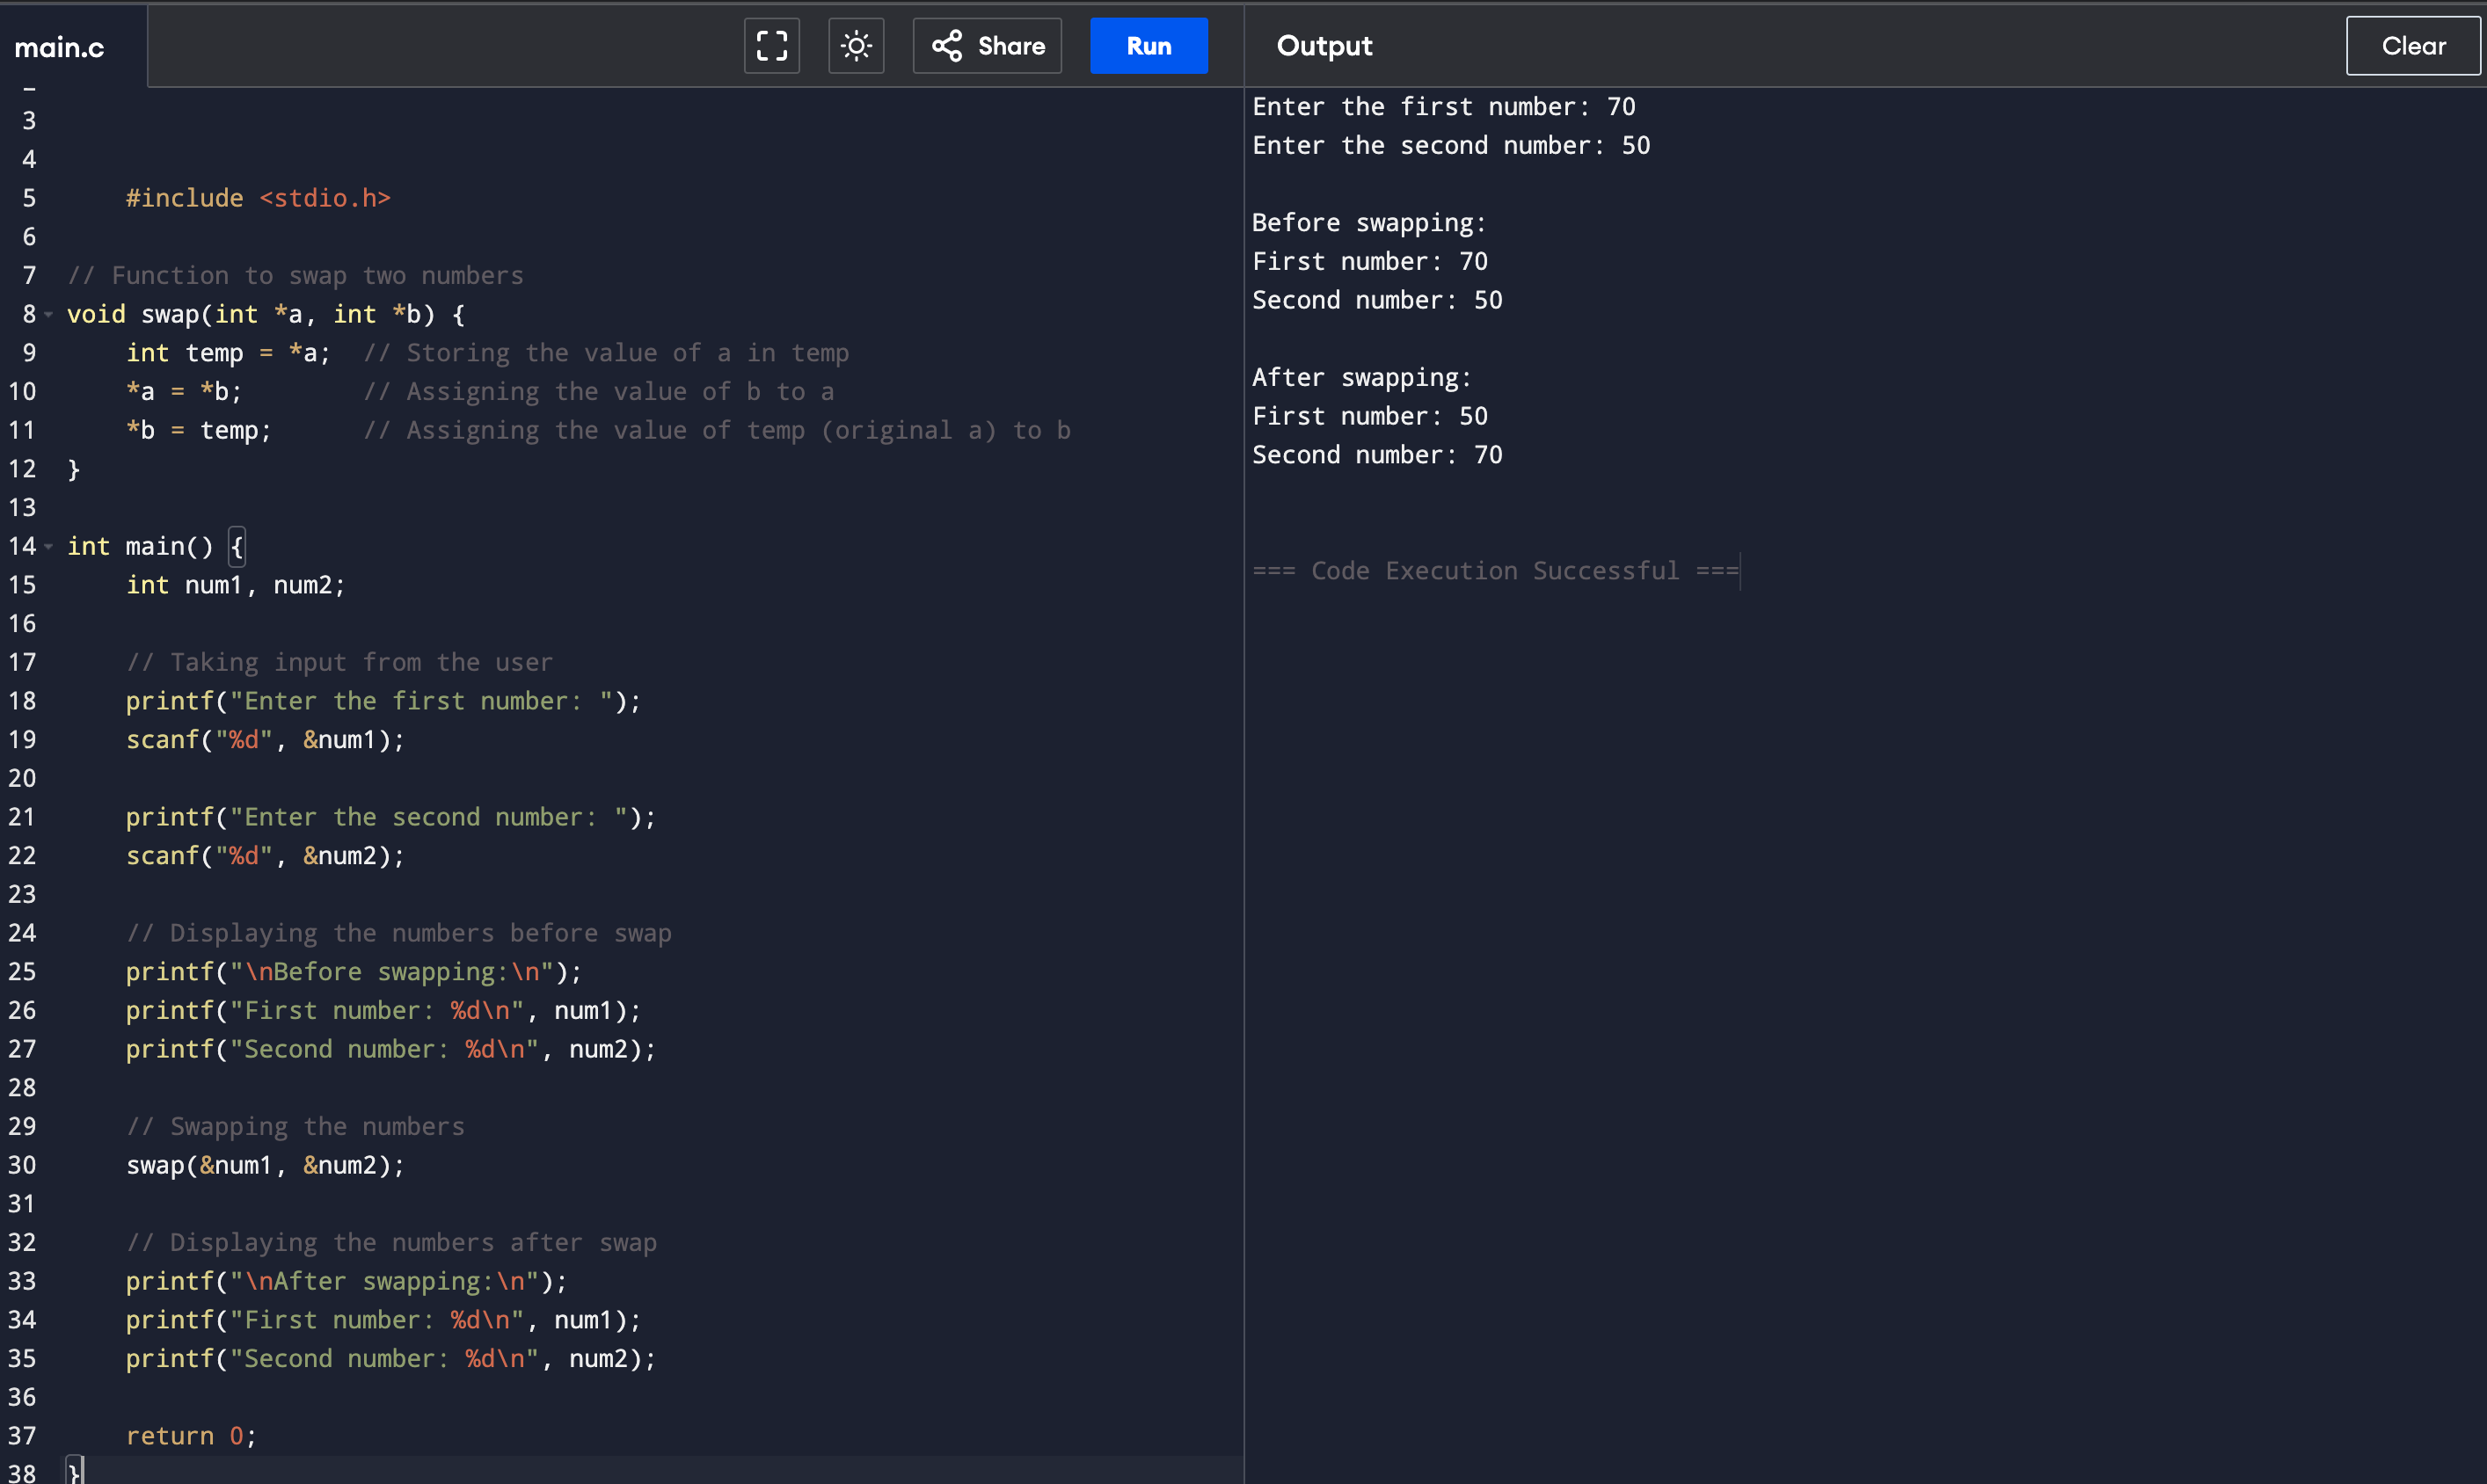 main.c
Share
Run
Output
Clear
3
4
5 #include <stdio.h>
6
7 // Function to swap two numbers
8 void swap(int *a, int *b) {
9 int temp = *a; // Storing the value of a in temp
10 *a = *b; // Assigning the value of b to a
11 *b = temp; // Assigning the value of temp (original a) to b
12 }
13
14 int main() {
15 int num1, num2;
16
17 // Taking input from the user
18 printf("Enter the first number: ");
19 scanf("%d", &num1);
20
21 printf("Enter the second number: ");
22 scanf("%d", &num2);
23
24 // Displaying the numbers before swap
25 printf("\nBefore swapping:\n");
26 printf("First number: %d\n", num1);
27 printf("Second number: %d\n", num2);
28
29 // Swapping the numbers
30 swap(&num1, &num2);
31
32 // Displaying the numbers after swap
33 printf("\nAfter swapping:\n");
34 printf("First number: %d\n", num1);
35 printf("Second number: %d\n", num2);
36
37 return 0;
38 }
Enter the first number: 70
Enter the second number: 50
Before swapping:
First number: 70
Second number: 50
After swapping:
First number: 50
Second number: 70
=== Code Execution Successful ===